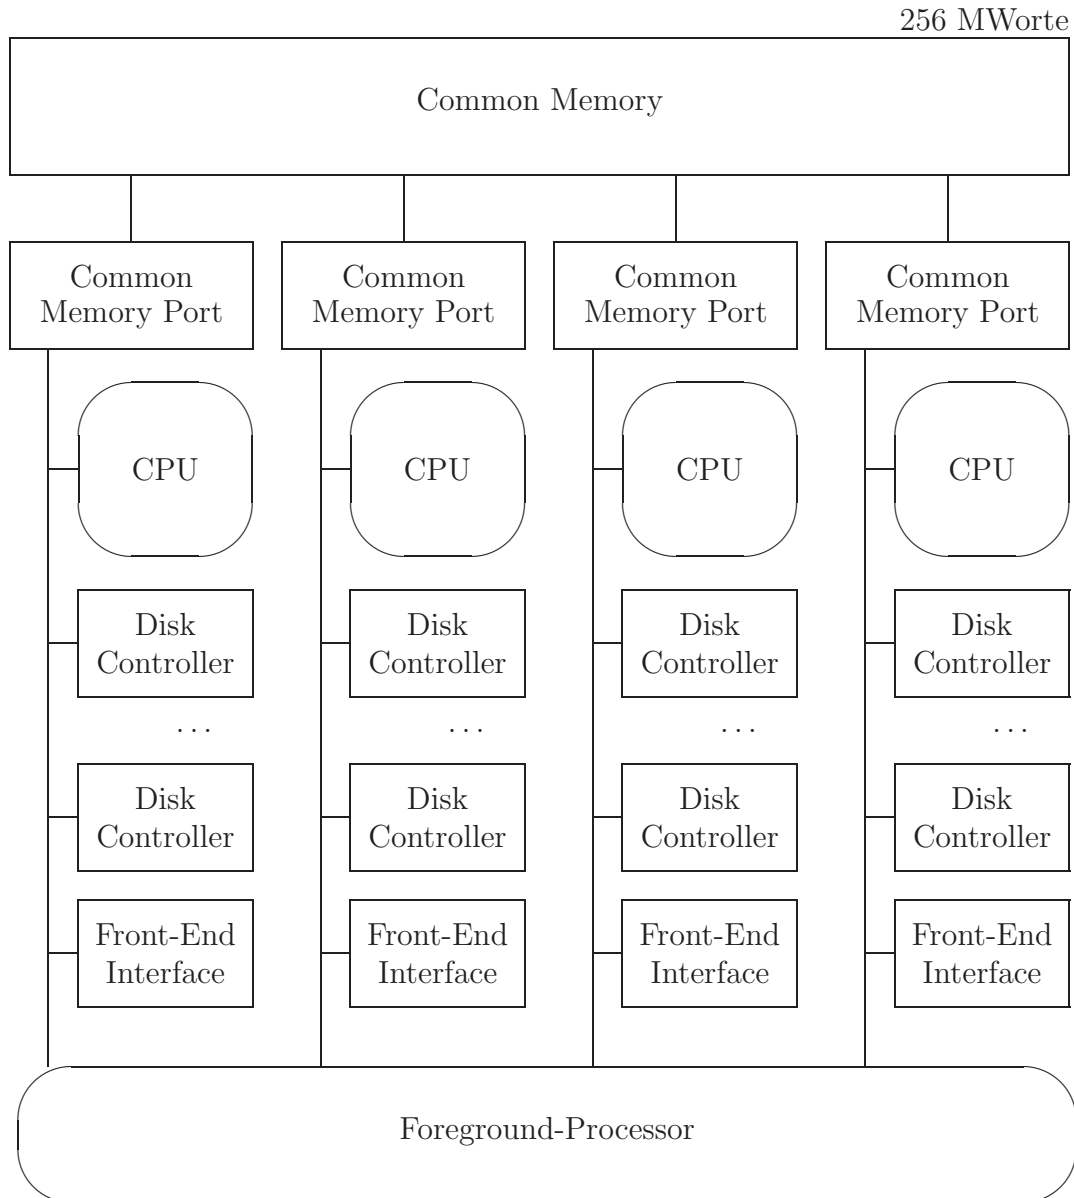 256 MWorte
Common Memory
Common
Memory Port
Common
Memory Port
Common
Memory Port
Common
Memory Port
CPU
CPU
CPU
CPU
Disk
Controller
Disk
Controller
Disk
Controller
Disk
Controller
. . .
. . .
. . .
. . .
Disk
Controller
Disk
Controller
Disk
Controller
Disk
Controller
Front-End
Interface
Front-End
Interface
Front-End
Interface
Front-End
Interface
Foreground-Processor